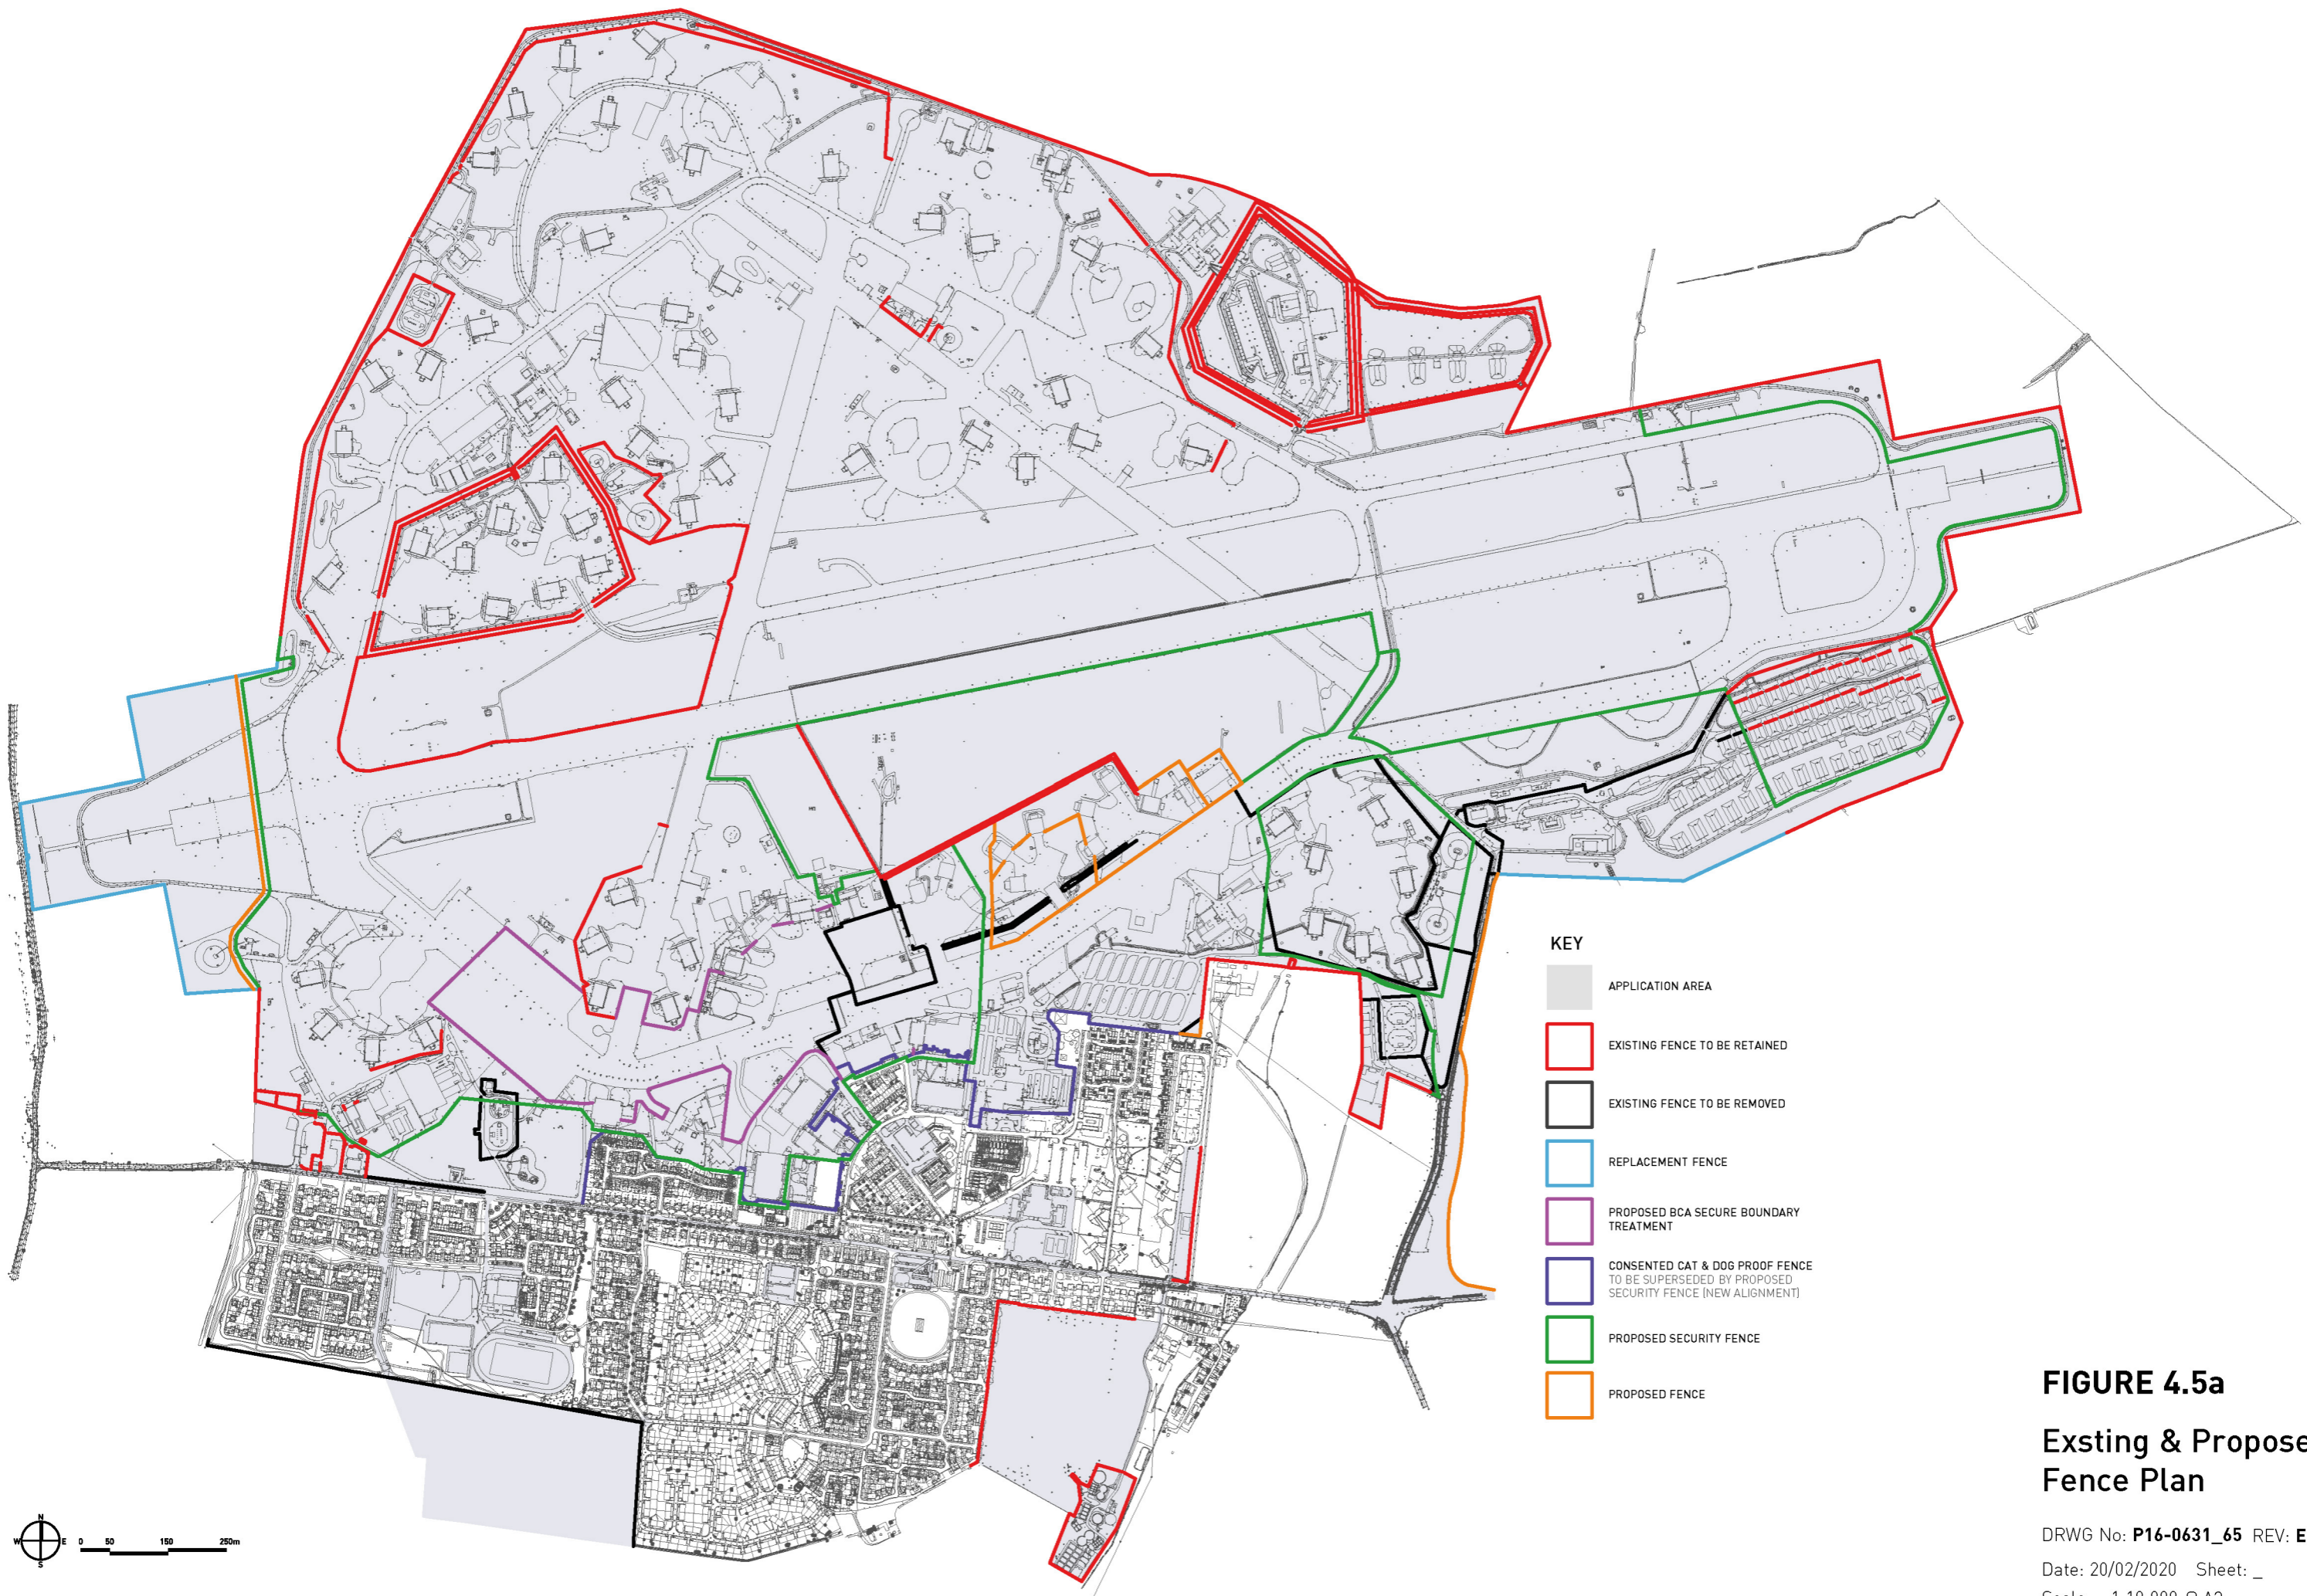 KEY
APPLICATION AREA
EXISTING FENCE TO BE RETAINED
EXISTING FENCE TO BE REMOVED
REPLACEMENT FENCE
PROPOSED BCA SECURE BOUNDARY
TREATMENT
CONSENTED CAT & DOG PROOF FENCE
TO BE SUPERSEDED BY PROPOSED
SECURITY FENCE (NEW ALIGNMENT)
PROPOSED SECURITY FENCE
PROPOSED FENCE
FIGURE 4.5a
Exsting & Propose
Fence Plan
DRWG No: P16-0631_65 REV: E
Date: 20/02/2020 Sheet: _
N
W E 0 50 150 250m
S